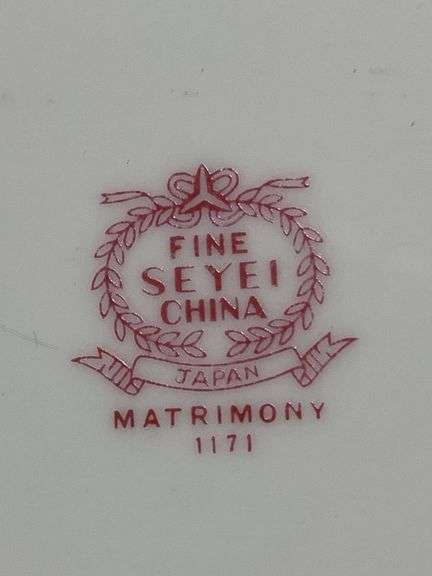 FINE
SEYEI
CHINA
JAPAN
MATRIMONY
1171